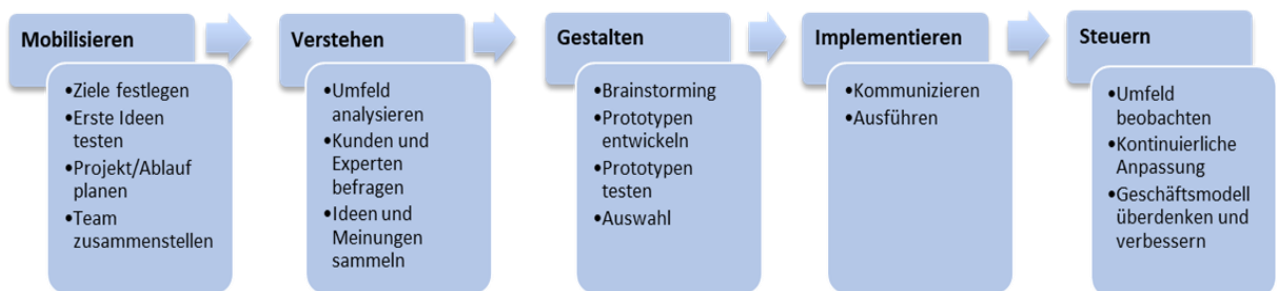 Mobilisieren
•Ziele festlegen
•Erste Ideen
testen
•Projekt/Ablauf
planen
•Team
zusammenstellen
Verstehen
•Umfeld
analysieren
•Kunden und
Experten
befragen
•Ideen und
Meinungen
sammeln
Gestalten
•Brainstorming
•Prototypen
entwickeln
•Prototypen
testen
•Auswahl
Implementieren
•Kommunizieren
•Ausführen
Steuern
•Umfeld
beobachten
•Kontinuierliche
Anpassung
•Geschäftsmodell
überdenken und
verbessern